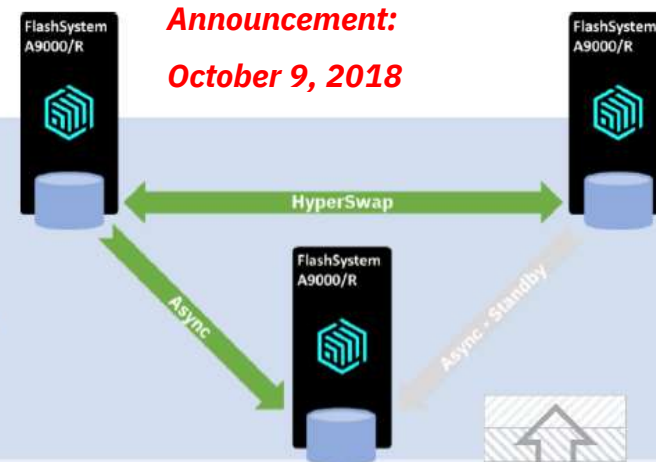 FlashSystem
A9000/R
Announcement:
October 9, 2018
FlashSystem
A9000/R
HyperSwap
Async
FlashSystem
A9000/R
Async - Standby